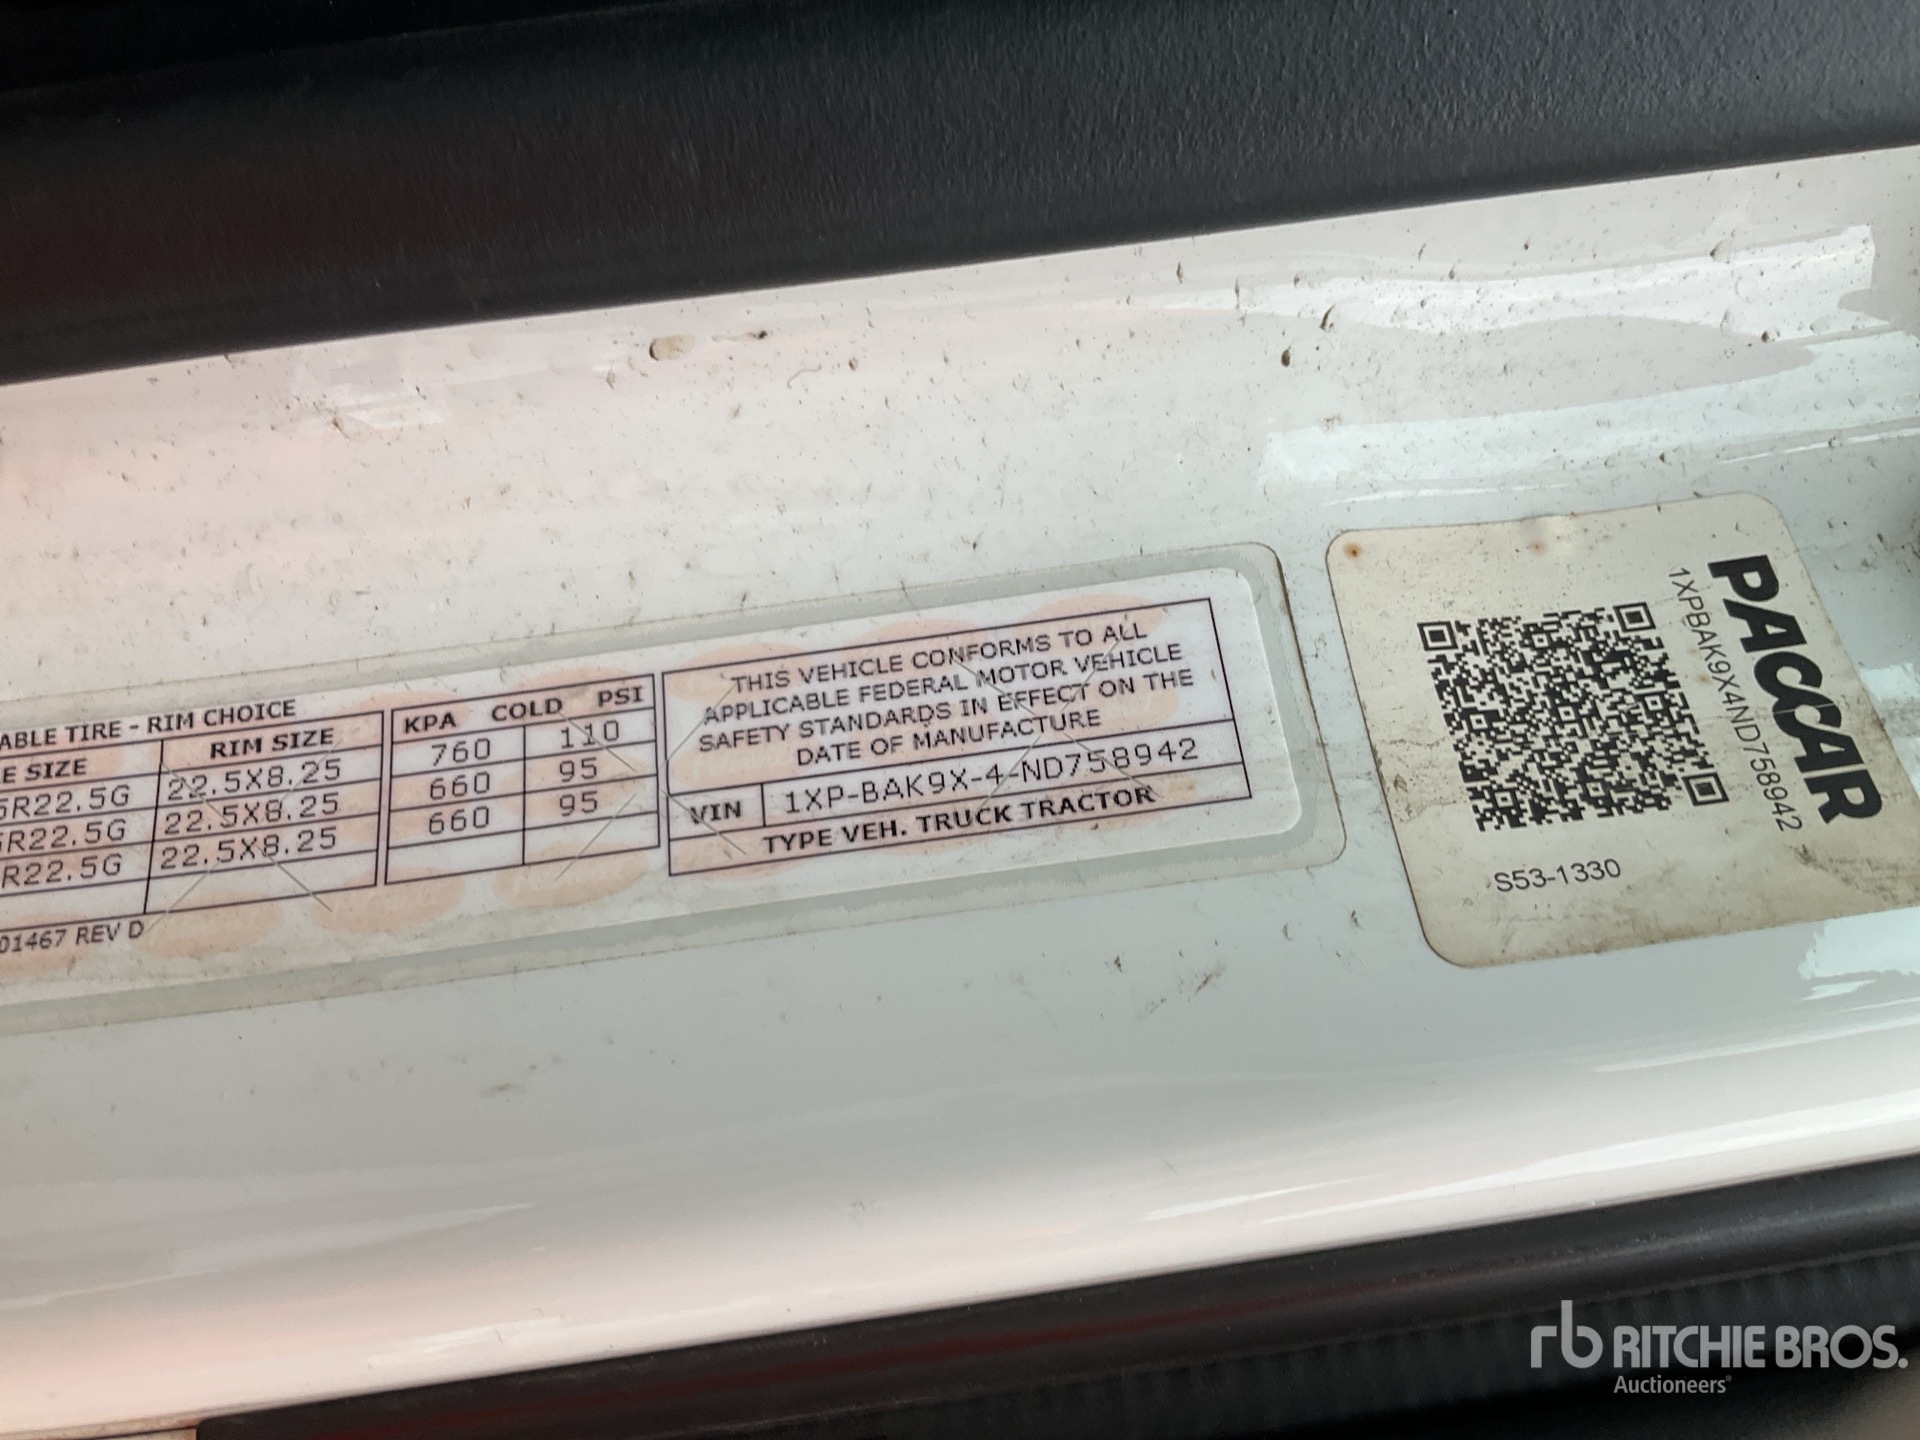 ABLE TIRE - RIM CHOICE
E SIZE RIM SIZE
5R22.5G 22.5X8.25
R22.5G 22.5X8.25
R22.5G 22.5X8.25
01467 REV D
KPA COLD PSI
760 110
660 95
660 95
THIS VEHICLE CONFORMS TO ALL
APPLICABLE FEDERAL MOTOR VEHICLE
SAFETY STANDARDS IN EFFECT ON THE
DATE OF MANUFACTURE
VIN 1XP-BAK9X-4-ND758942
TYPE VEH. TRUCK TRACTOR
PACCAR
1XPBAK9X4ND758942
S53-1330
rb RITCHIE BROS.
Auctioneers